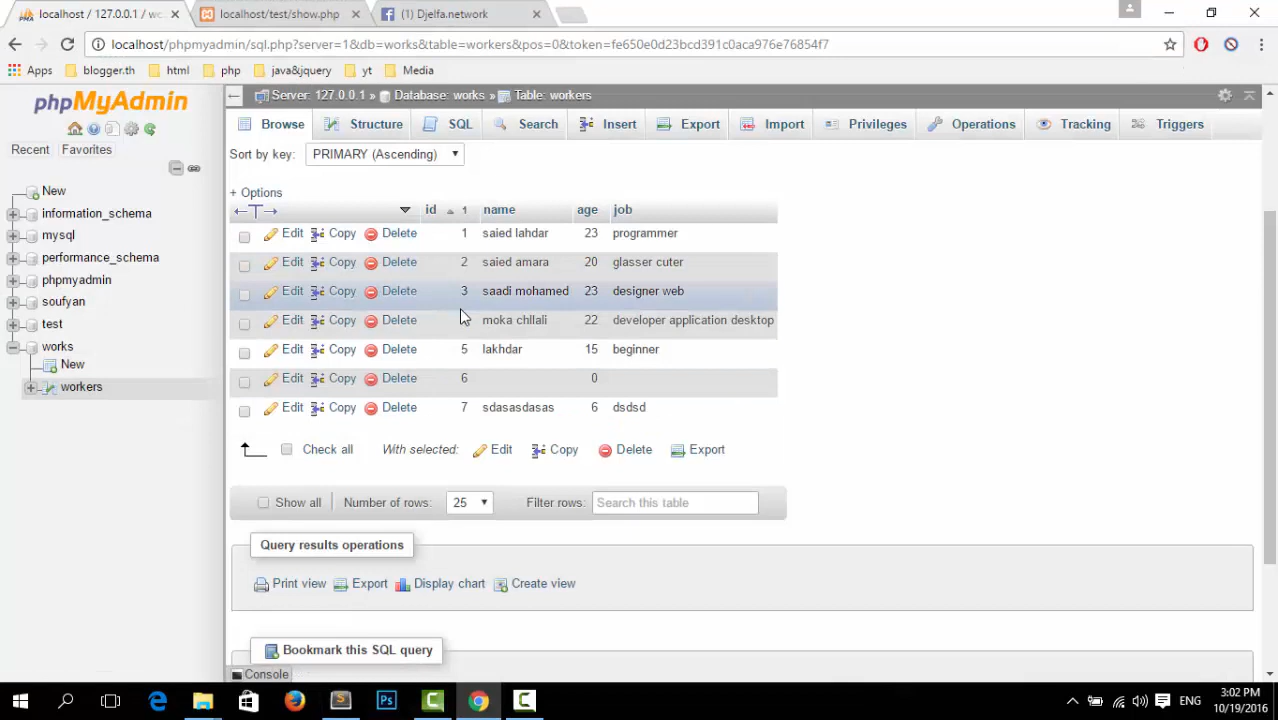 localhost / 127.0.0.1 / wo
localhost/test/show.php
(1) Djelfa.network
localhost/phpmyadmin/sql.php?server=1&db=works&table=workers&pos=0&token=fe650e0d23bcd391c0aca976e76854f7
Apps blogger.th html php java&jquery yt Media
phpMyAdmin
Recent Favorites
New
information_schema
mysql
performance_schema
phpmyadmin
soufyan
test
works
New
workers
Server: 127.0.0.1 » Database: works » Table: workers
Browse Structure SQL Search Insert Export Import Privileges Operations Tracking Triggers
Sort by key: PRIMARY (Ascending)
+ Options
←T→ id 1 name age job
Edit Copy Delete 1 saied lahdar 23 programmer
Edit Copy Delete 2 saied amara 20 glasser cuter
Edit Copy Delete 3 saadi mohamed 23 designer web
Edit Copy Delete moka chllali 22 developer application desktop
Edit Copy Delete 5 lakhdar 15 beginner
Edit Copy Delete 6 0
Edit Copy Delete 7 sdasasdasas 6 dsdsd
Check all With selected: Edit Copy Delete Export
Show all Number of rows: 25 Filter rows: Search this table
Query results operations
Print view Export Display chart Create view
Bookmark this SQL query
Console
ENG
3:02 PM
10/19/2016